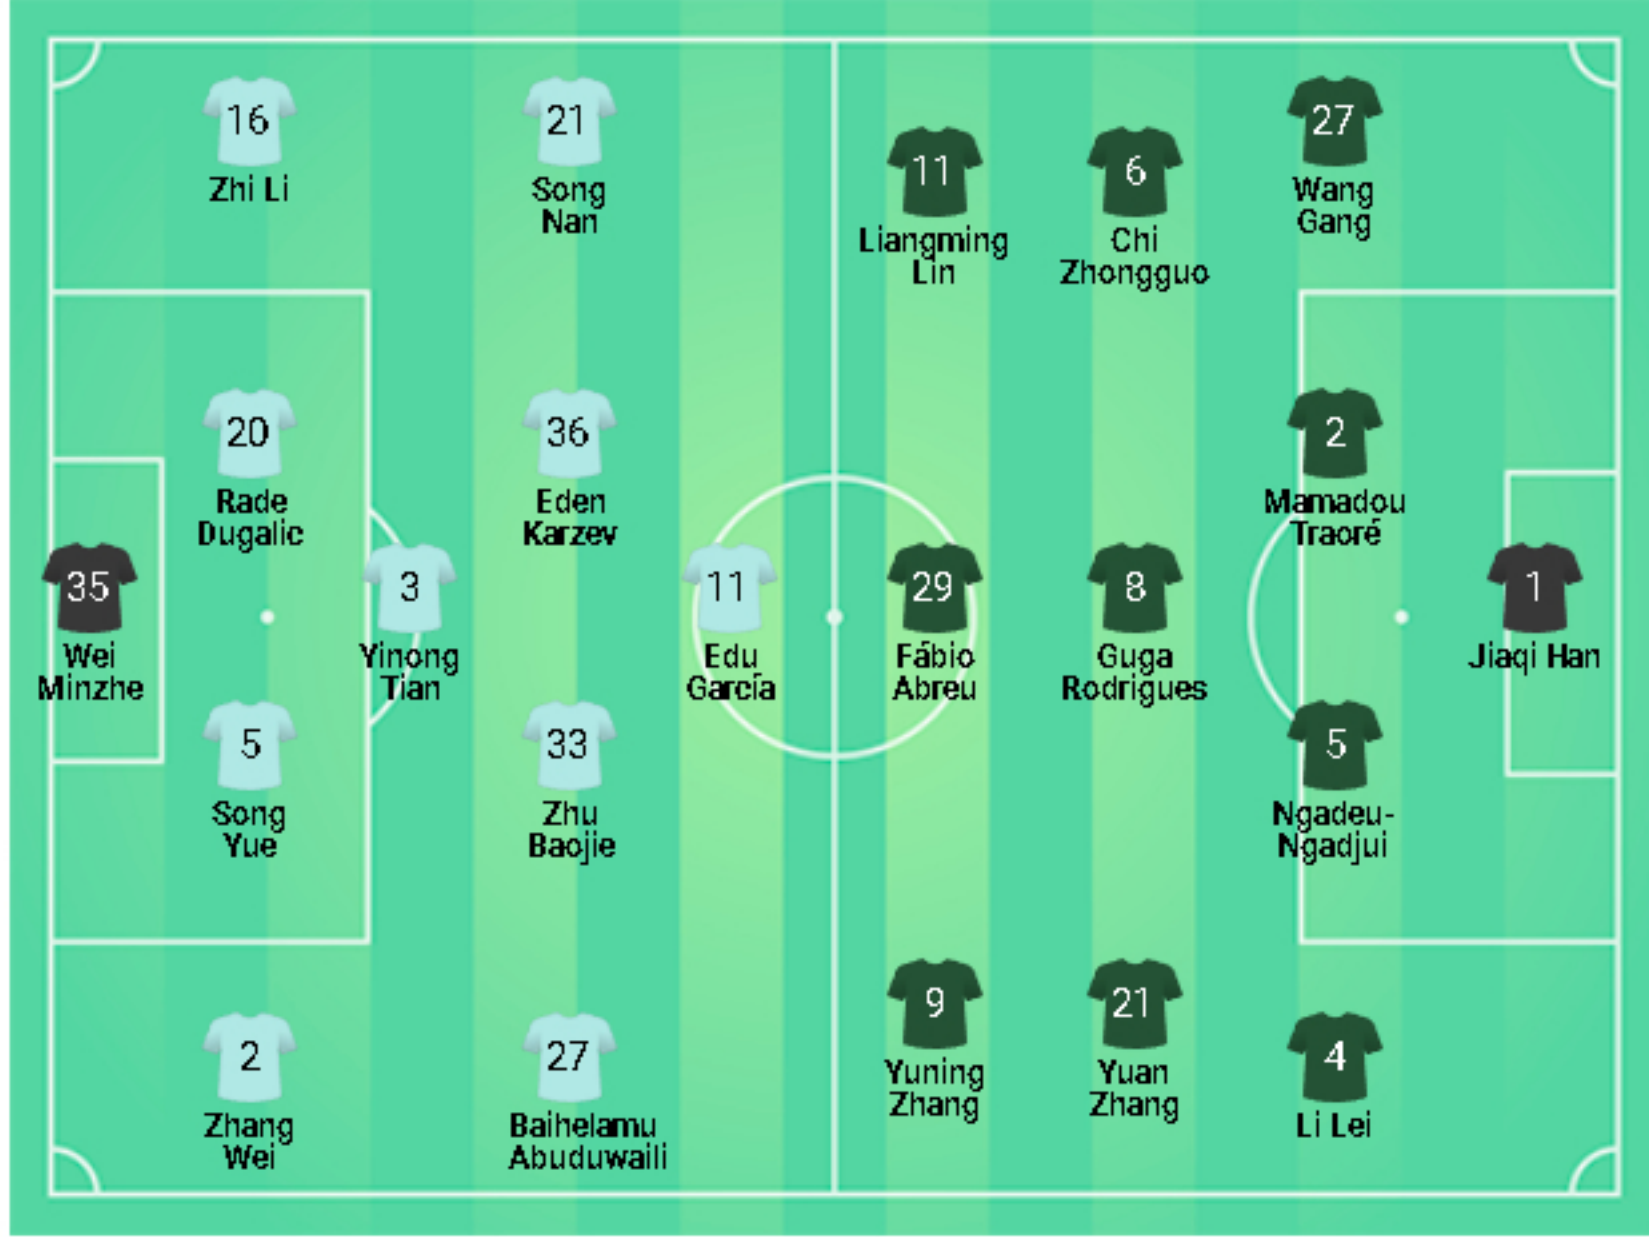 16
Zhi Li
21
Song
Nan
11
Liangming
Lin
6
Chi
Zhongguo
27
Wang
Gang
20
Rade
Dugalic
36
Eden
Karzev
2
Mamadou
Traoré
35
Wei
Minzhe
3
Yinong
Tian
11
Edu
García
29
Fábio
Abreu
8
Guga
Rodrigues
1
Jiaqi Han
5
Song
Yue
33
Zhu
Baojie
5
Ngadeu-
Ngadjui
2
Zhang
Wei
27
Baihelamu
Abuduwaili
9
Yuning
Zhang
21
Yuan
Zhang
4
Li Lei